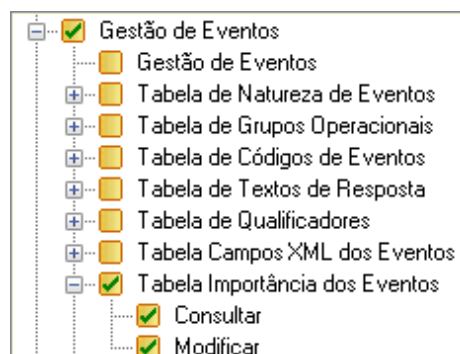 Gestão de Eventos
Gestão de Eventos
Tabela de Natureza de Eventos
Tabela de Grupos Operacionais
Tabela de Códigos de Eventos
Tabela de Textos de Resposta
Tabela de Qualificadores
Tabela Campos XML dos Eventos
Tabela Importância dos Eventos
Consultar
Modificar